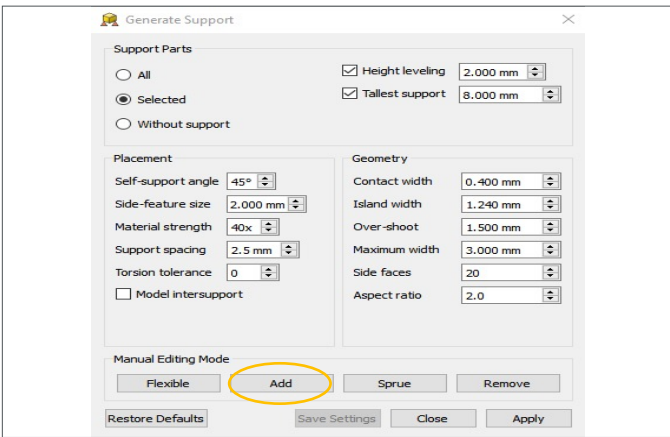 Generate Support
Support Parts
All
Selected
Without support
Height leveling 2.000 mm
Tallest support 8.000 mm
Placement
Self-support angle 45°
Side-feature size 2.000 mm
Material strength 40x
Support spacing 2.5 mm
Torsion tolerance 0
Model intersupport
Geometry
Contact width 0.400 mm
Island width 1.240 mm
Over-shoot 1.500 mm
Maximum width 3.000 mm
Side faces 20
Aspect ratio 2.0
Manual Editing Mode
Flexible Add Sprue Remove
Restore Defaults Save Settings Close Apply